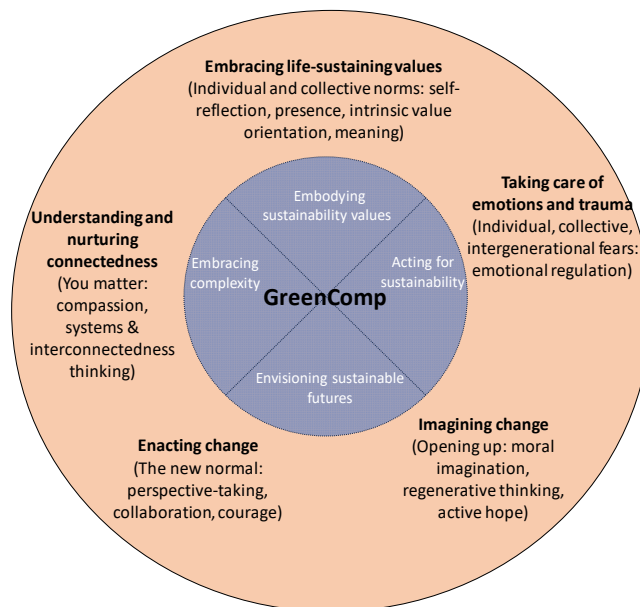 Embracing life-sustaining values
(Individual and collective norms: self-
reflection, presence, intrinsic value
orientation, meaning)
Taking care of
emotions and trauma
(Individual, collective,
intergenerational fears:
emotional regulation)
Understanding and
nurturing
connectedness
(You matter:
compassion,
systems &
interconnectedness
thinking)
Embodying
sustainability values
Embracing
complexity
GreenComp
Acting for
sustainability
Envisioning sustainable
futures
Enacting change
(The new normal:
perspective-taking,
collaboration, courage)
Imagining change
(Opening up: moral
imagination,
regenerative thinking,
active hope)